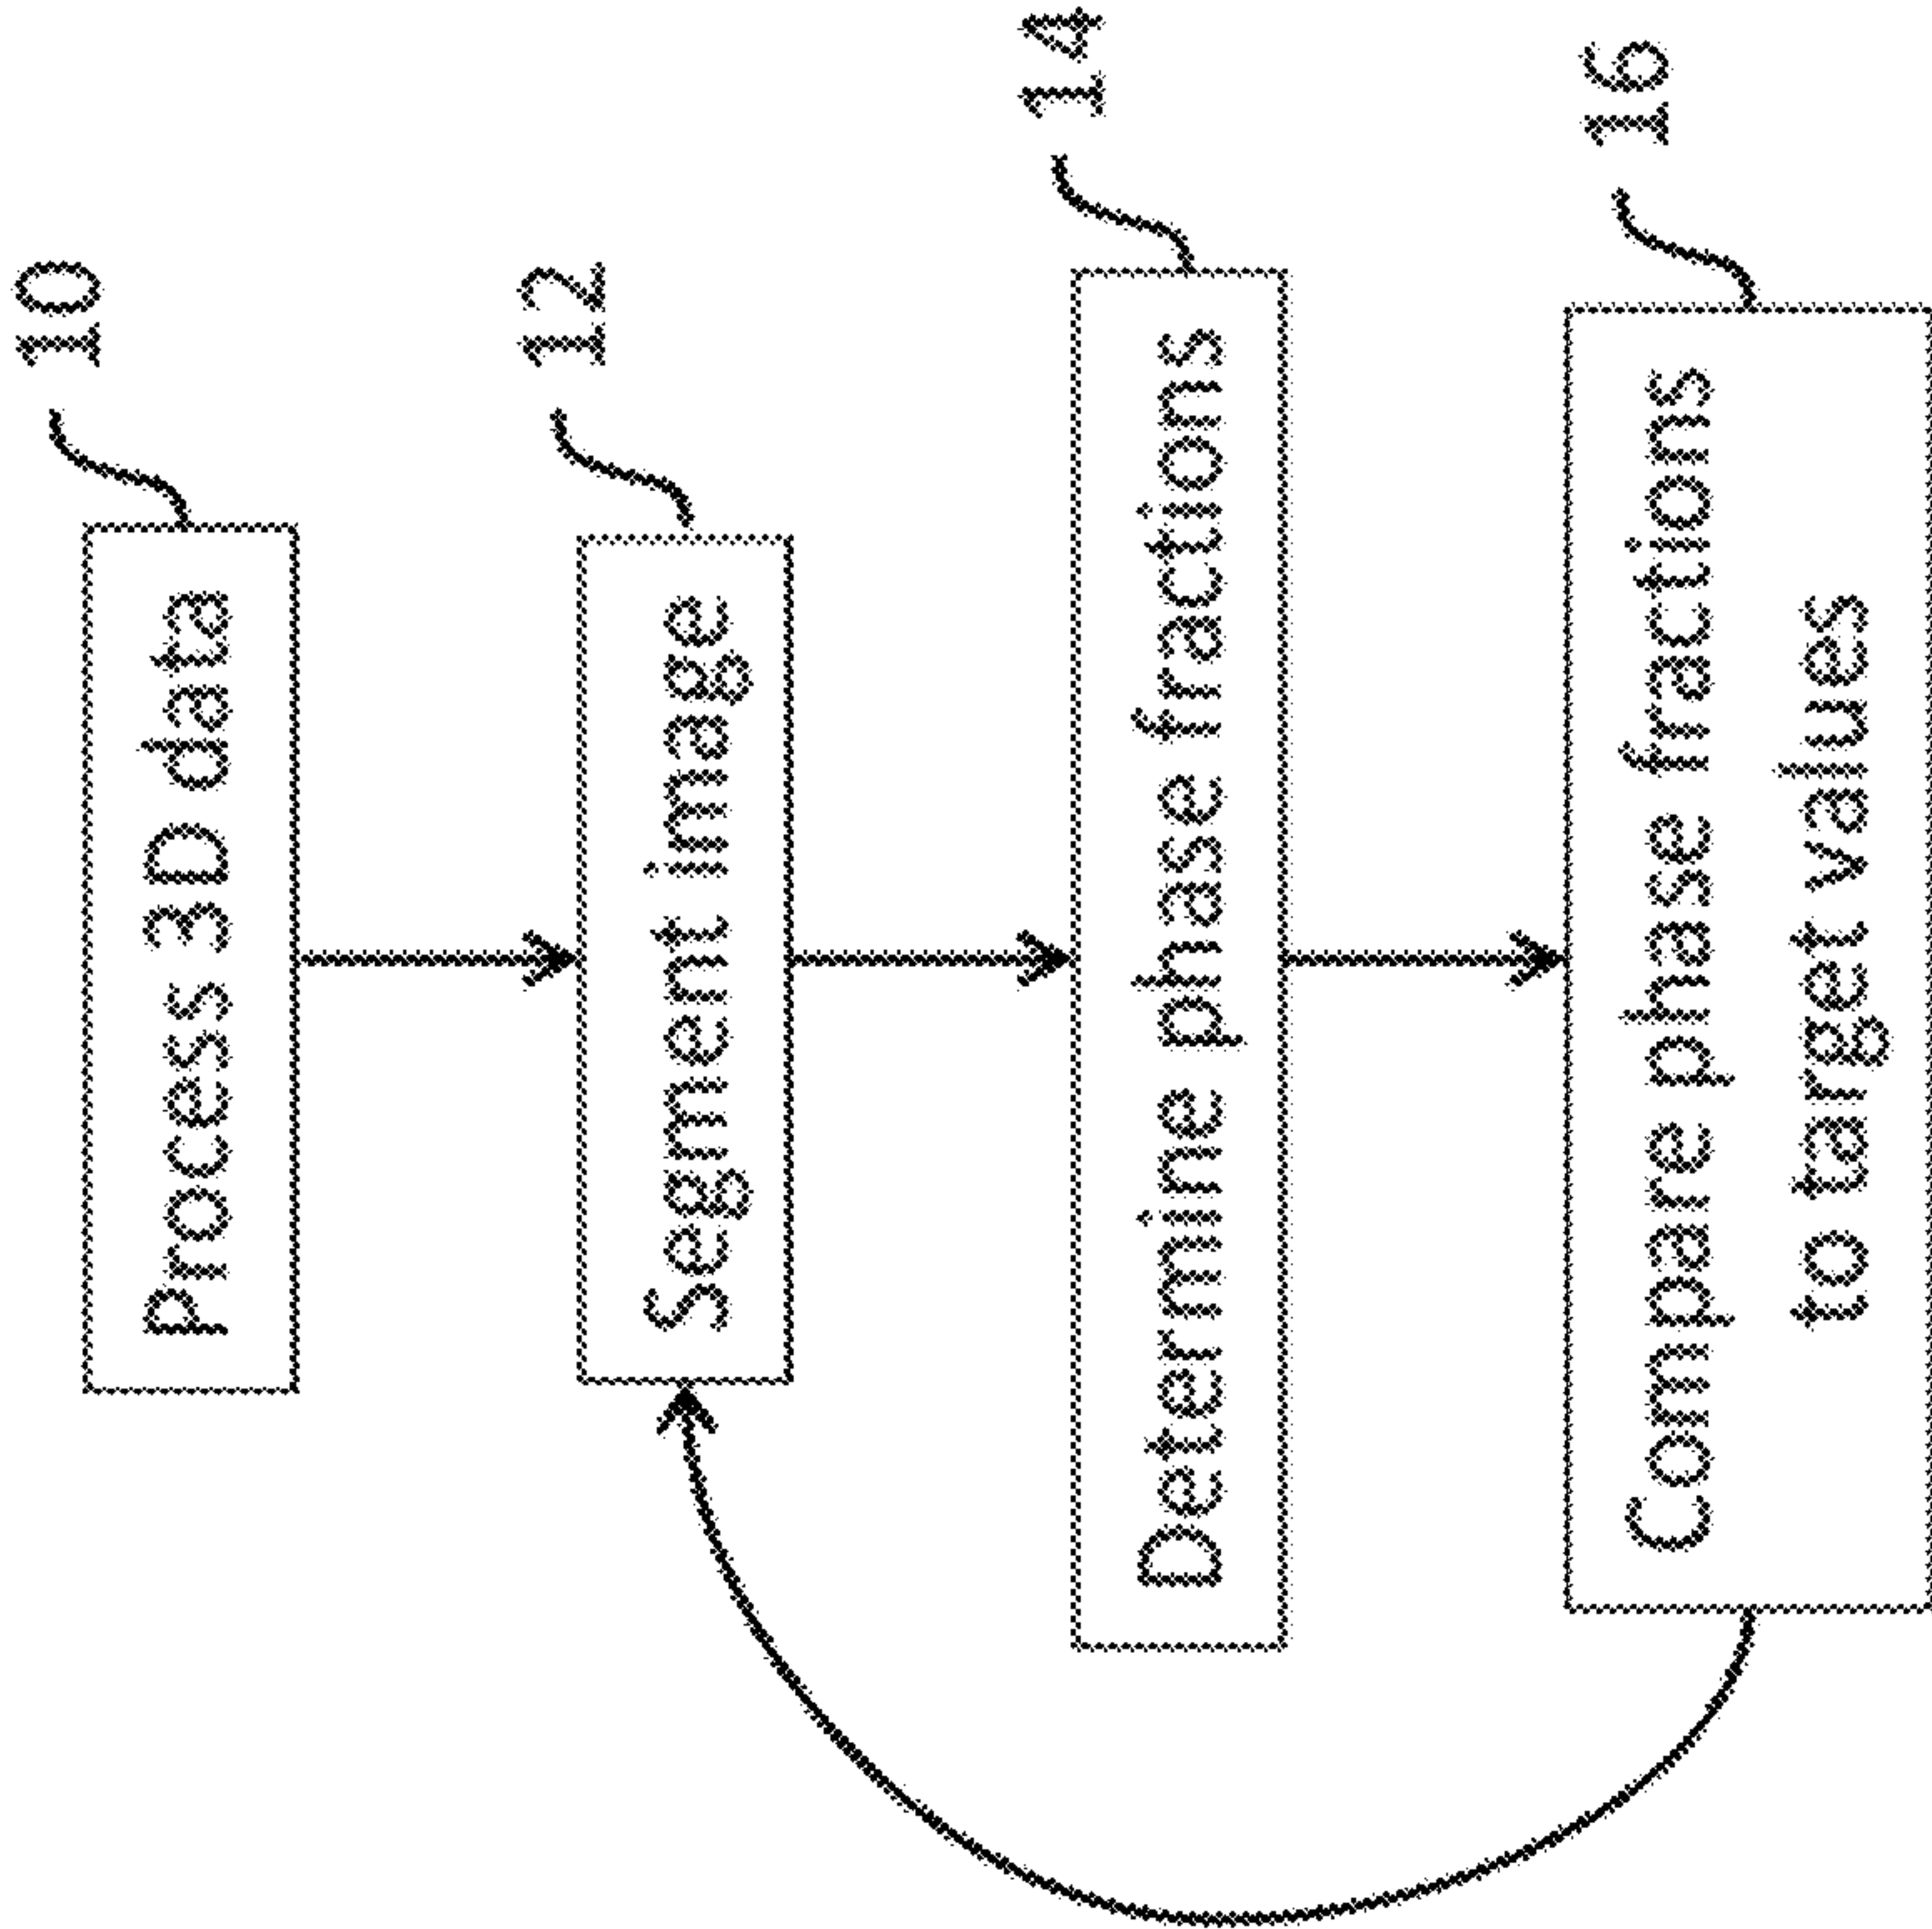 10
Process 3D data
12
Segment image
14
Determine phase fractions
16
Compare phase fractions
to target values